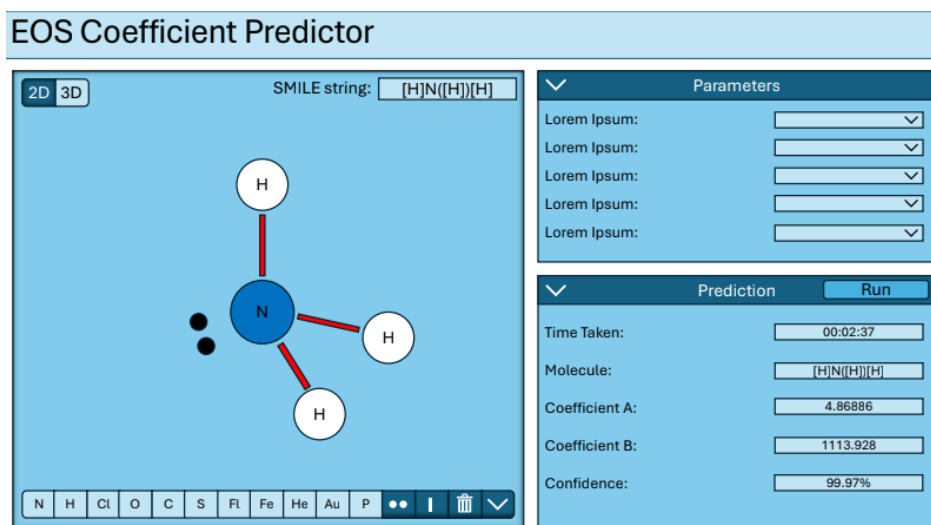 EOS Coefficient Predictor
2D 3D
SMILE string: [H]N([H])[H]
H
N
H
H
N H Cl O C S Fl Fe He Au P
Parameters
Lorem Ipsum:
Lorem Ipsum:
Lorem Ipsum:
Lorem Ipsum:
Lorem Ipsum:
Prediction Run
Time Taken: 00:02:37
Molecule: [H]N([H])[H]
Coefficient A: 4.86886
Coefficient B: 1113.928
Confidence: 99.97%